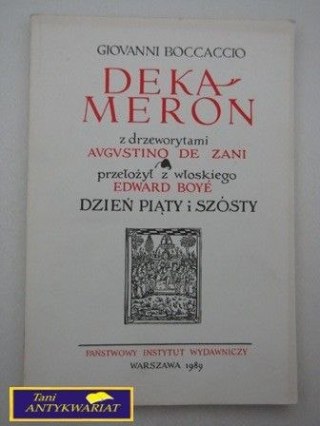 GIOVANNI BOCCACCIO
DEKA
MERON
z drzeworytami
AVGVSTINO DE ZANI
przełożył z włoskiego
EDWARD BOYÉ
DZIEŃ PIĄTY i SZÓSTY
PAŃSTWOWY INSTYTUT WYDAWNICZY
WARSZAWA 1989
Tani
ANTYKWARIAT